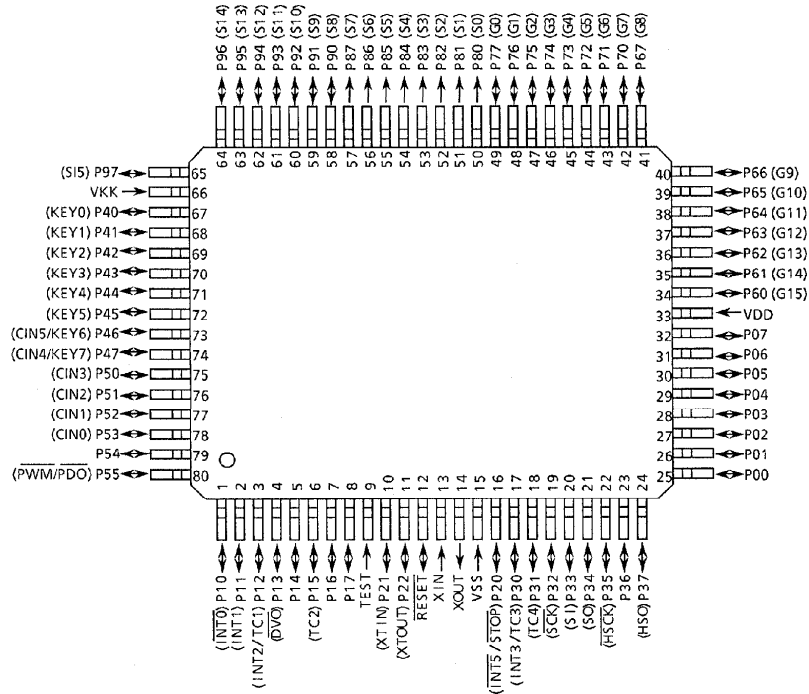 P96 (S14)
P95 (S13)
P94 (S12)
P93 (S11)
P92 (S10)
P91 (S9)
P90 (S8)
P87 (S7)
P86 (S6)
P85 (S5)
P84 (S4)
P83 (S3)
P82 (S2)
P81 (S1)
P80 (S0)
P77 (G0)
P76 (G1)
P75 (G2)
P74 (G3)
P73 (G4)
P72 (G5)
P71 (G6)
P70 (G7)
P67 (G8)
64 63 62 61 60 59 58 57 56 55 54 53 52 51 50 49 48 47 46 45 44 43 42 41
(SI5) P97 65
VKK 66
(KEY0) P40 67
(KEY1) P41 68
(KEY2) P42 69
(KEY3) P43 70
(KEY4) P44 71
(KEY5) P45 72
(CIN5/KEY6) P46 73
(CIN4/KEY7) P47 74
(CIN3) P50 75
(CIN2) P51 76
(CIN1) P52 77
(CIN0) P53 78
P54 79
(PWM/PDO) P55 80
40 P66 (G9)
39 P65 (G10)
38 P64 (G11)
37 P63 (G12)
36 P62 (G13)
35 P61 (G14)
34 P60 (G15)
33 VDD
32 P07
31 P06
30 P05
29 P04
28 P03
27 P02
26 P01
25 P00
1 2 3 4 5 6 7 8 9 10 11 12 13 14 15 16 17 18 19 20 21 22 23 24
(INT0) P10
(INT1) P11
(INT2/TC1) P12
(DVO) P13
P14
(TC2) P15
P16
P17
TEST
(XTIN) P21
(XTOUT) P22
RESET
XIN
XOUT
VSS
(INT5/STOP) P20
(INT3/TC3) P30
(TC4) P31
(SCK) P32
(SI) P33
(SO) P34
(HSCK) P35
P36
(HSO) P37